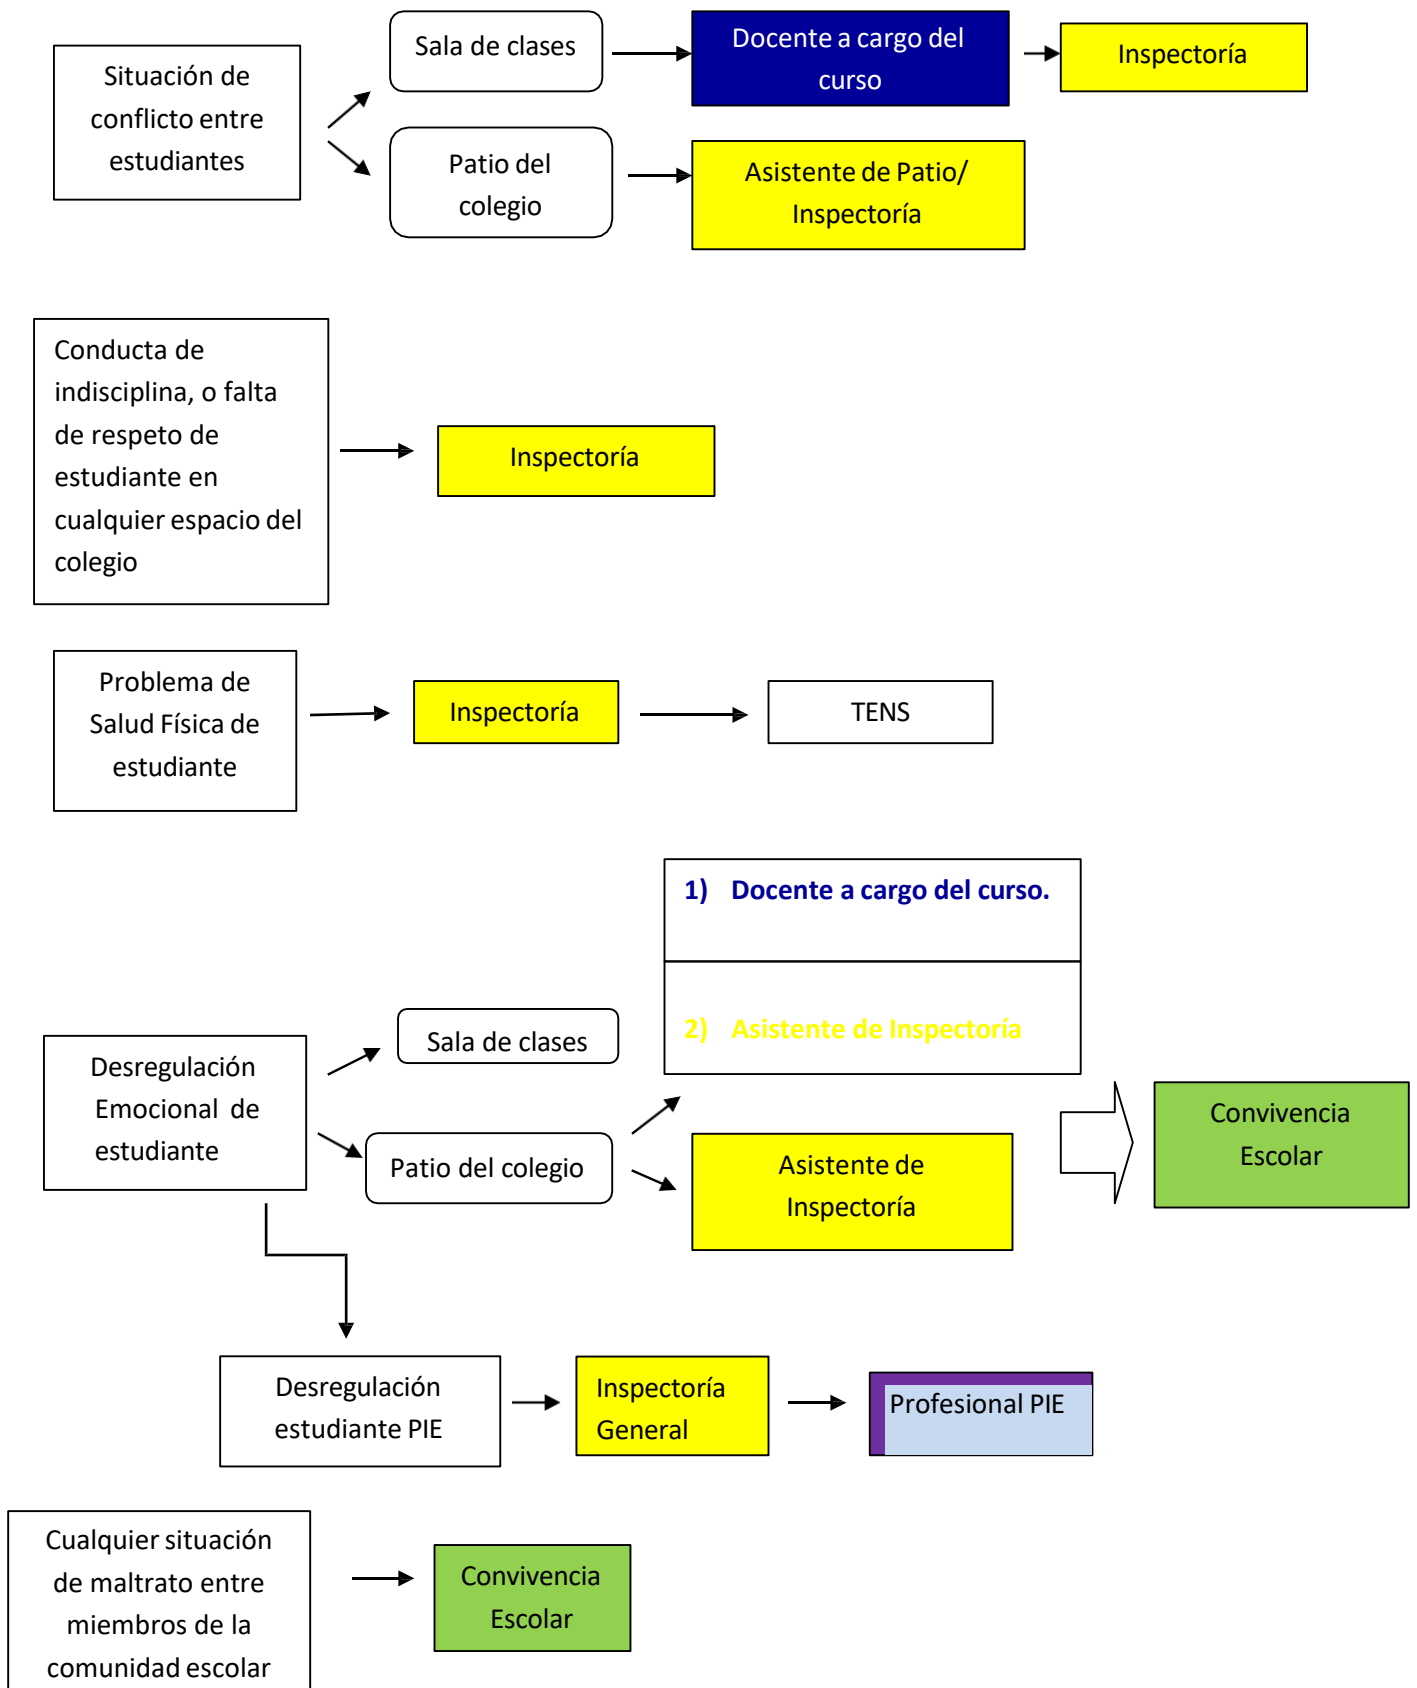 Situación de
conflicto entre
estudiantes
Sala de clases
Docente a cargo del
curso
Inspectoría
Patio del
colegio
Asistente de Patio/
Inspectoría
Conducta de
indisciplina, o falta
de respeto de
estudiante en
cualquier espacio del
colegio
Inspectoría
Problema de
Salud Física de
estudiante
Inspectoría
TENS
1) Docente a cargo del curso.
2) Asistente de Inspectoría
Desregulación
Emocional de
estudiante
Sala de clases
Patio del colegio
Asistente de
Inspectoría
Convivencia
Escolar
Desregulación
estudiante PIE
Inspectoría
General
Profesional PIE
Cualquier situación
de maltrato entre
miembros de la
comunidad escolar
Convivencia
Escolar